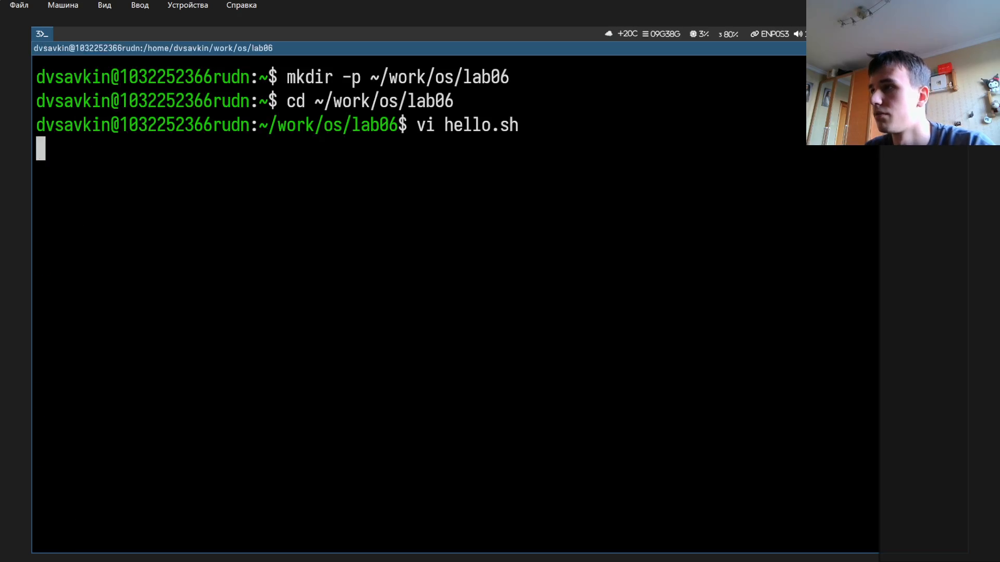 Файл Машина Вид Ввод Устройства Справка
3>_ +20C 09G38G 3% 3 80% ENP0S3
dvsavkin@1032252366rudn:/home/dvsavkin/work/os/lab06
dvsavkin@1032252366rudn:~$ mkdir -p ~/work/os/lab06
dvsavkin@1032252366rudn:~$ cd ~/work/os/lab06
dvsavkin@1032252366rudn:~/work/os/lab06$ vi hello.sh